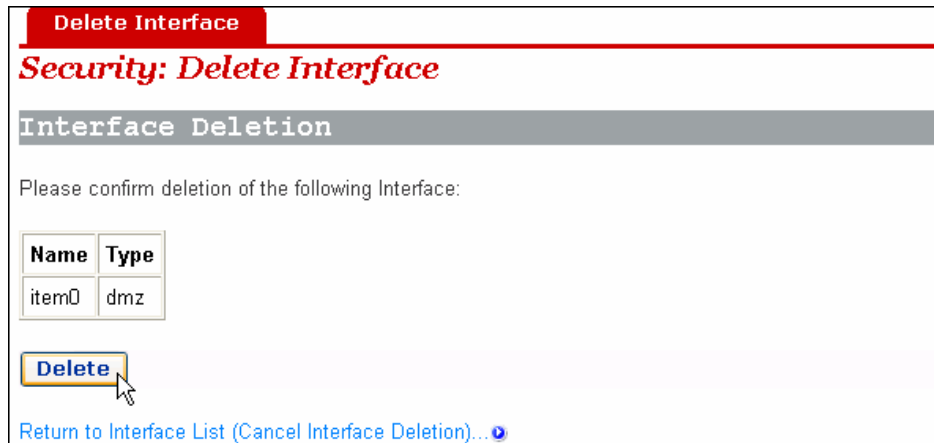 Delete Interface
Security: Delete Interface
Interface Deletion
Please confirm deletion of the following Interface:
Name Type
item0 dmz
Delete
Return to Interface List (Cancel Interface Deletion)...